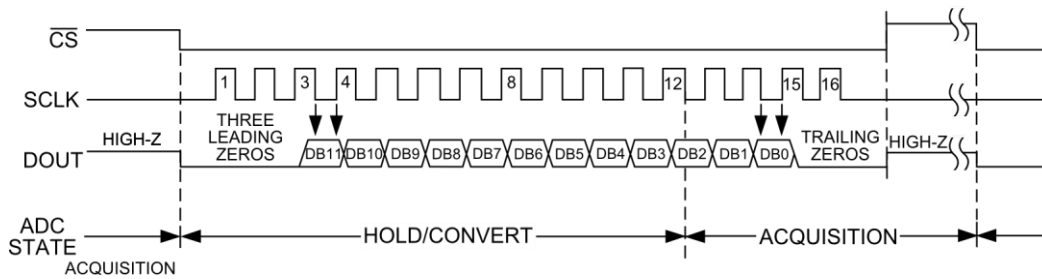 CS
SCLK 1 3 4 8 12 15 16
THREE
LEADING
ZEROS
TRAILING
ZEROS
HIGH-Z
HIGH-Z
DOUT DB11 DB10 DB9 DB8 DB7 DB6 DB5 DB4 DB3 DB2 DB1 DB0
ADC
STATE
HOLD/CONVERT
ACQUISITION
ACQUISITION